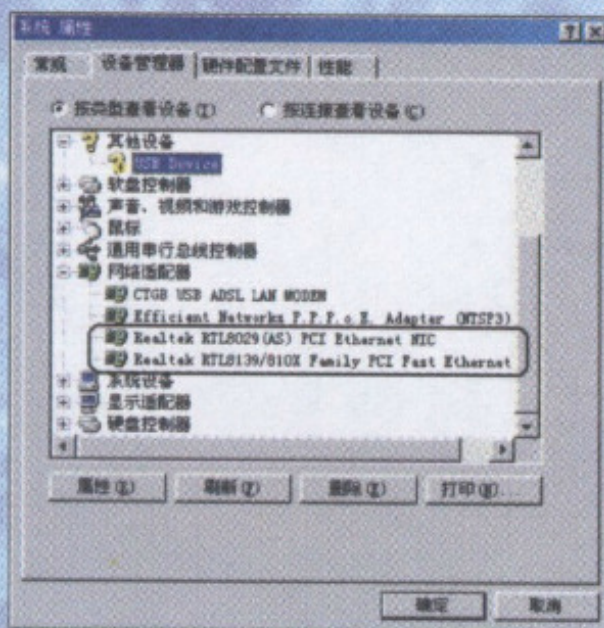 系统 属性
常规 设备管理器 硬件配置文件 性能
按类型查看设备(T) 按连接查看设备(C)
其他设备
USB Device
软盘控制器
声音、视频和游戏控制器
鼠标
通用串行总线控制器
网络适配器
CTGB USB ADSL LAN MODEM
Efficient Networks P.P.P.o.E. Adapter (NTSP3)
Realtek RTL8029(AS) PCI Ethernet NIC
Realtek RTL8139/810X Family PCI Fast Ethernet
系统设备
显示适配器
硬盘控制器
属性(R) 刷新(F) 删除(E) 打印(N)...
确定 取消